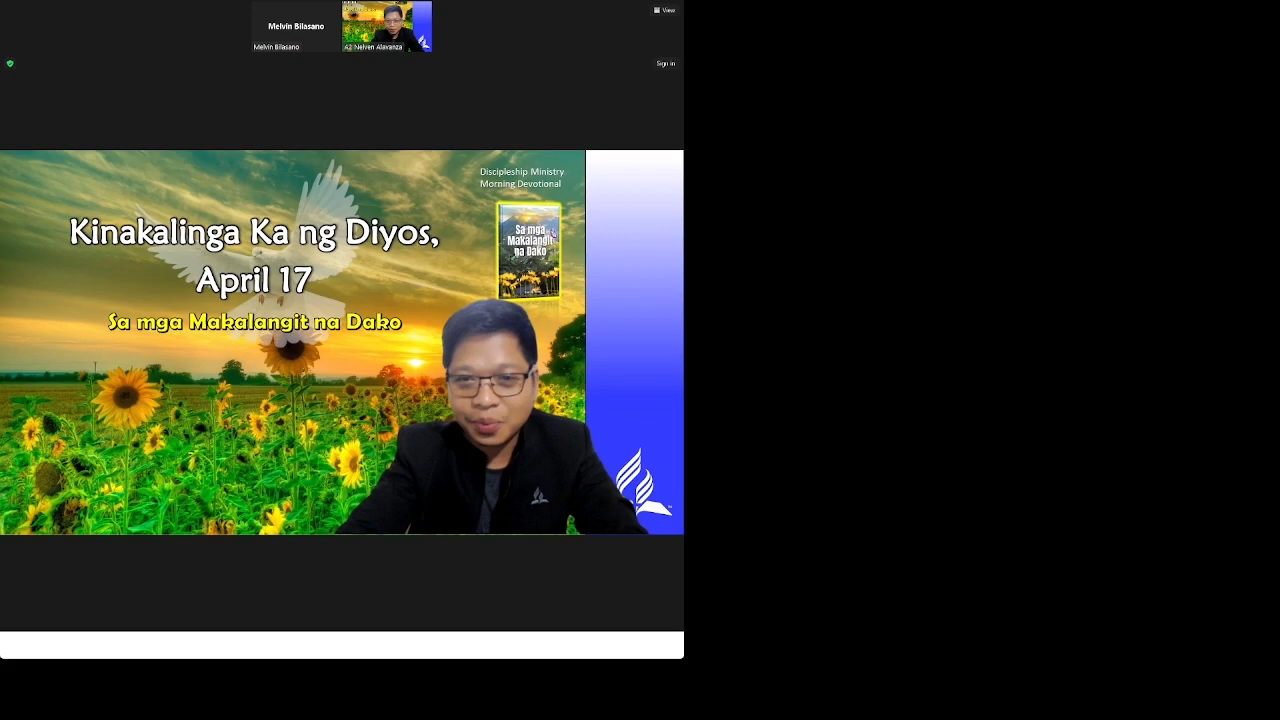 Melvin Bilasano
Melvin Bilasano
A2 Nelven Alavanza
View
Sign in
Discipleship Ministry
Morning Devotional
Kinakalinga Ka ng Diyos,
April 17
Sa mga Makalangit na Dako
Sa mga
Makalangit
na Dako